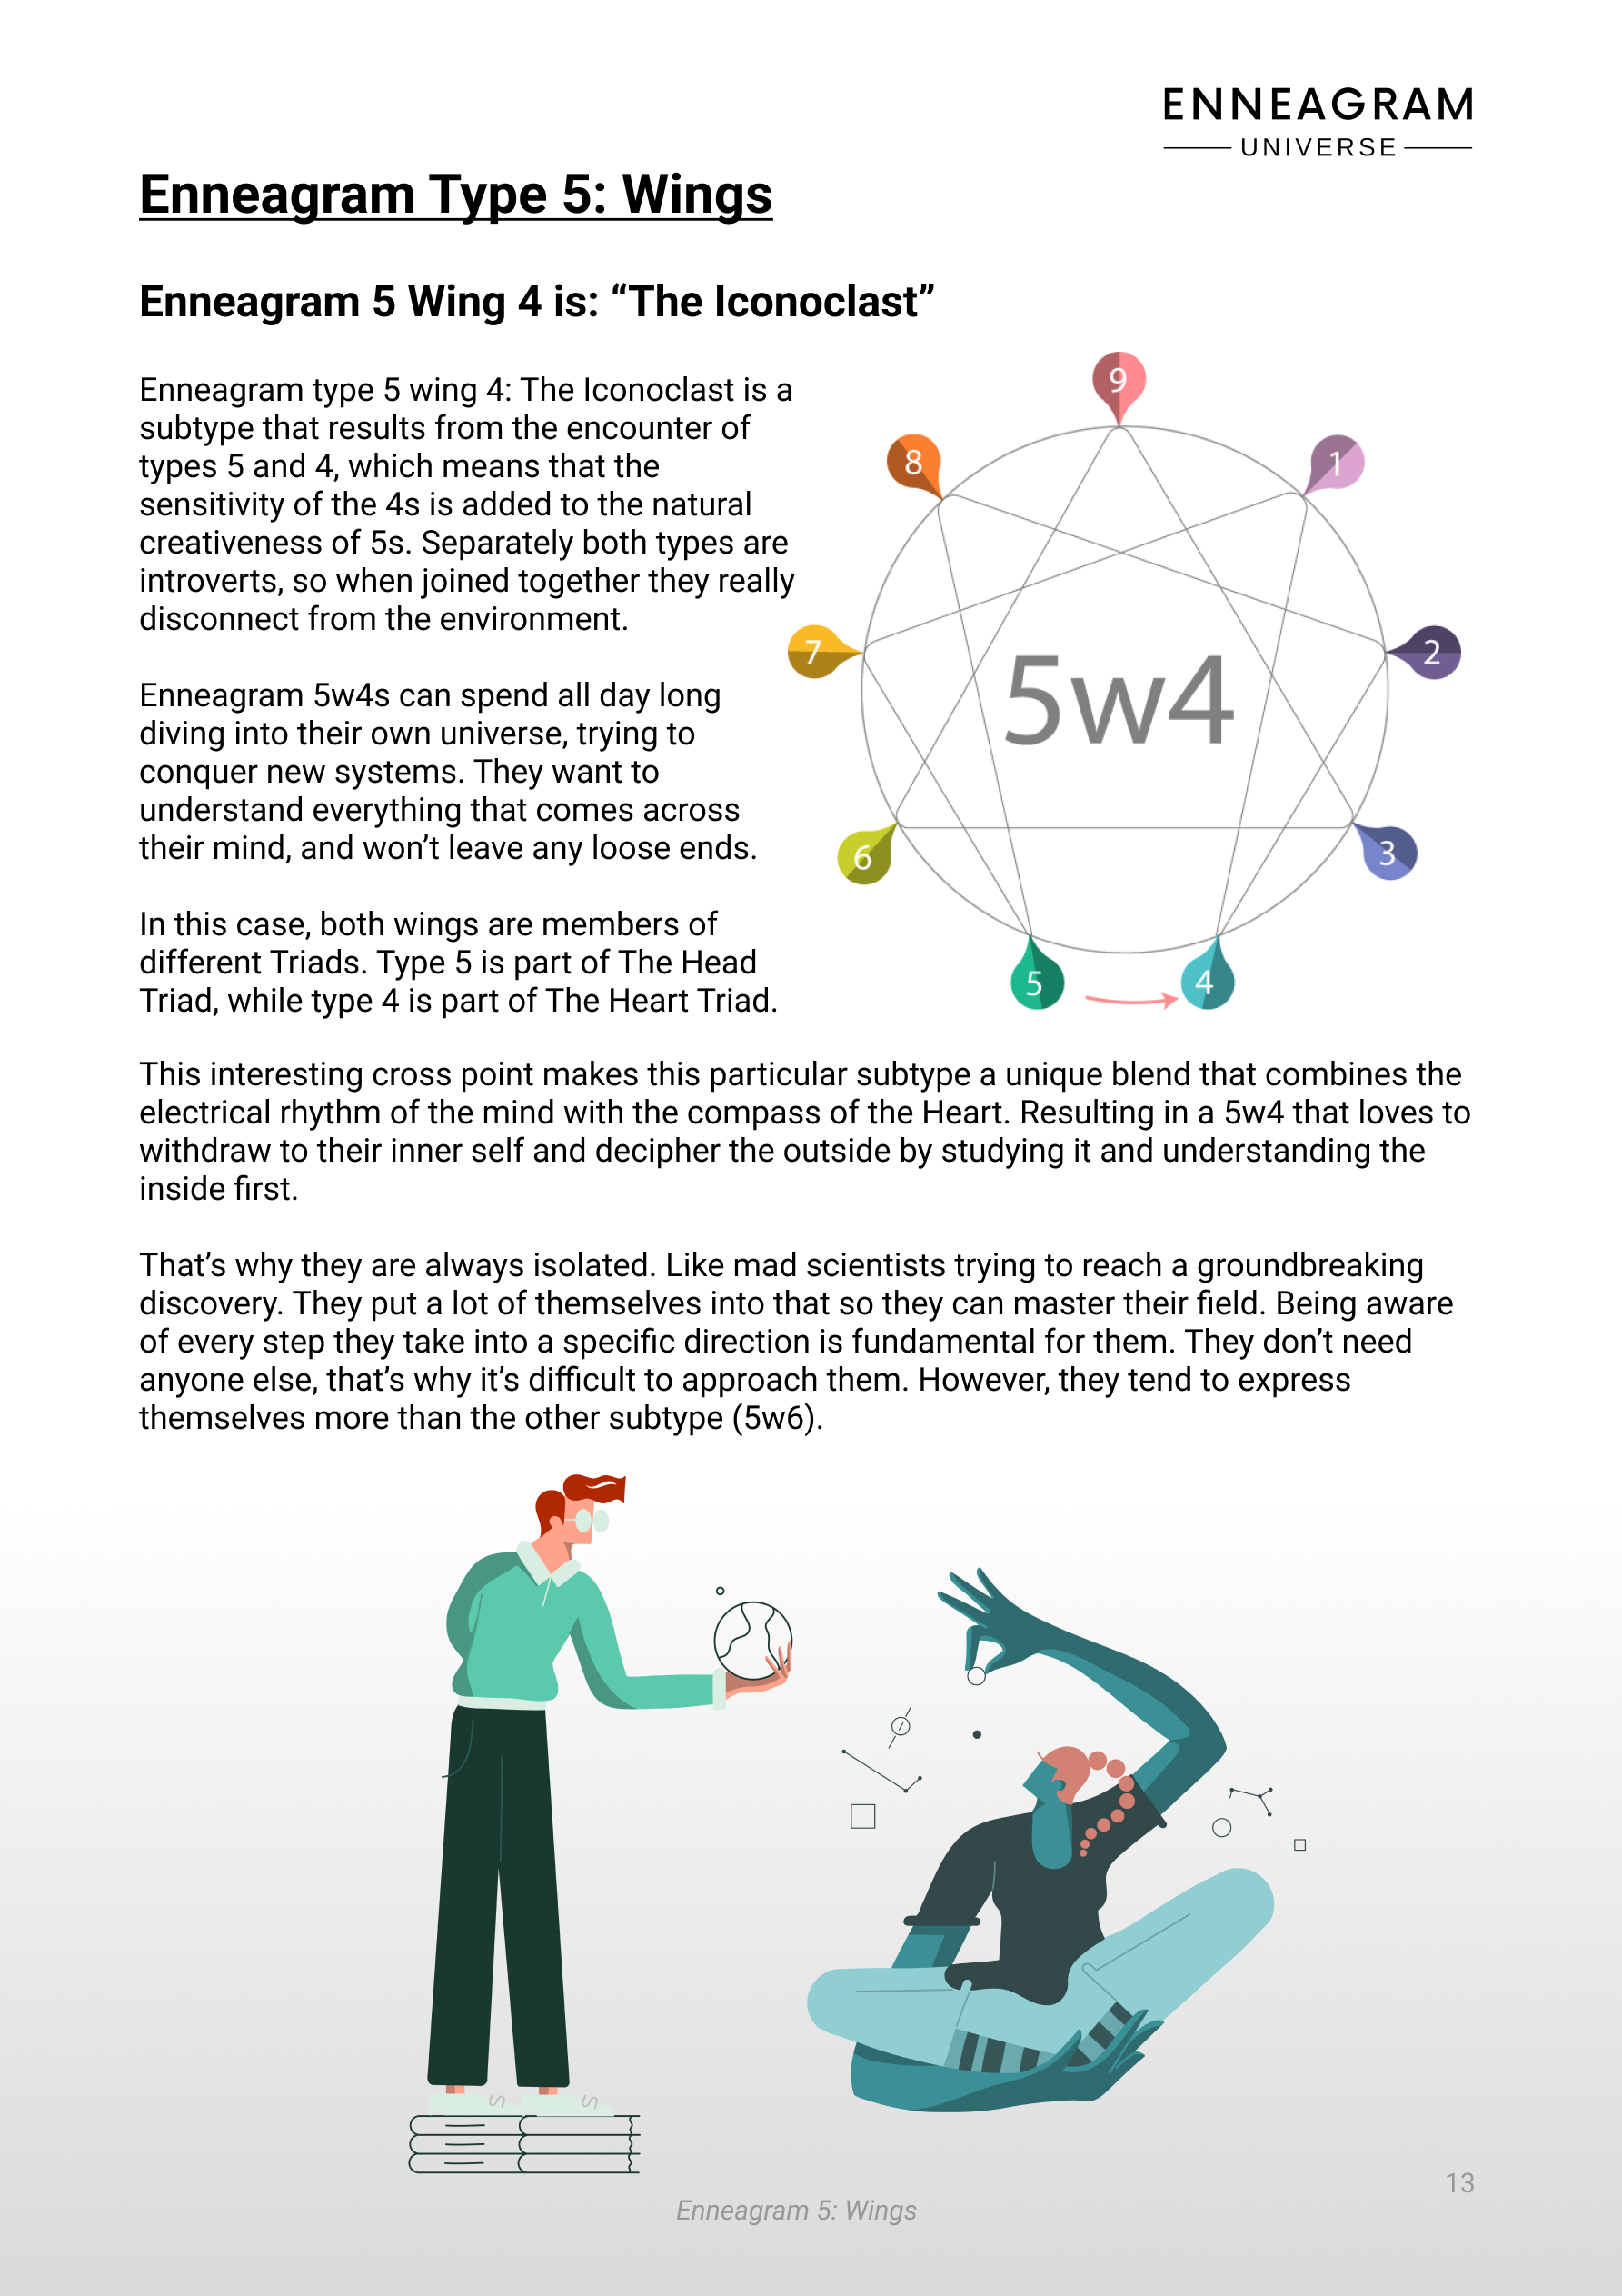 ENNEAGRAM
UNIVERSE
Enneagram Type 5: Wings
Enneagram 5 Wing 4 is: “The Iconoclast”
Enneagram type 5 wing 4: The Iconoclast is a
subtype that results from the encounter of
types 5 and 4, which means that the
sensitivity of the 4s is added to the natural
creativeness of 5s. Separately both types are
introverts, so when joined together they really
disconnect from the environment.
Enneagram 5w4s can spend all day long
diving into their own universe, trying to
conquer new systems. They want to
understand everything that comes across
their mind, and won’t leave any loose ends.
In this case, both wings are members of
different Triads. Type 5 is part of The Head
Triad, while type 4 is part of The Heart Triad.
9
8
1
7
2
5w4
6
3
5
4
This interesting cross point makes this particular subtype a unique blend that combines the
electrical rhythm of the mind with the compass of the Heart. Resulting in a 5w4 that loves to
withdraw to their inner self and decipher the outside by studying it and understanding the
inside first.
That’s why they are always isolated. Like mad scientists trying to reach a groundbreaking
discovery. They put a lot of themselves into that so they can master their field. Being aware
of every step they take into a specific direction is fundamental for them. They don’t need
anyone else, that’s why it’s difficult to approach them. However, they tend to express
themselves more than the other subtype (5w6).
13
Enneagram 5: Wings